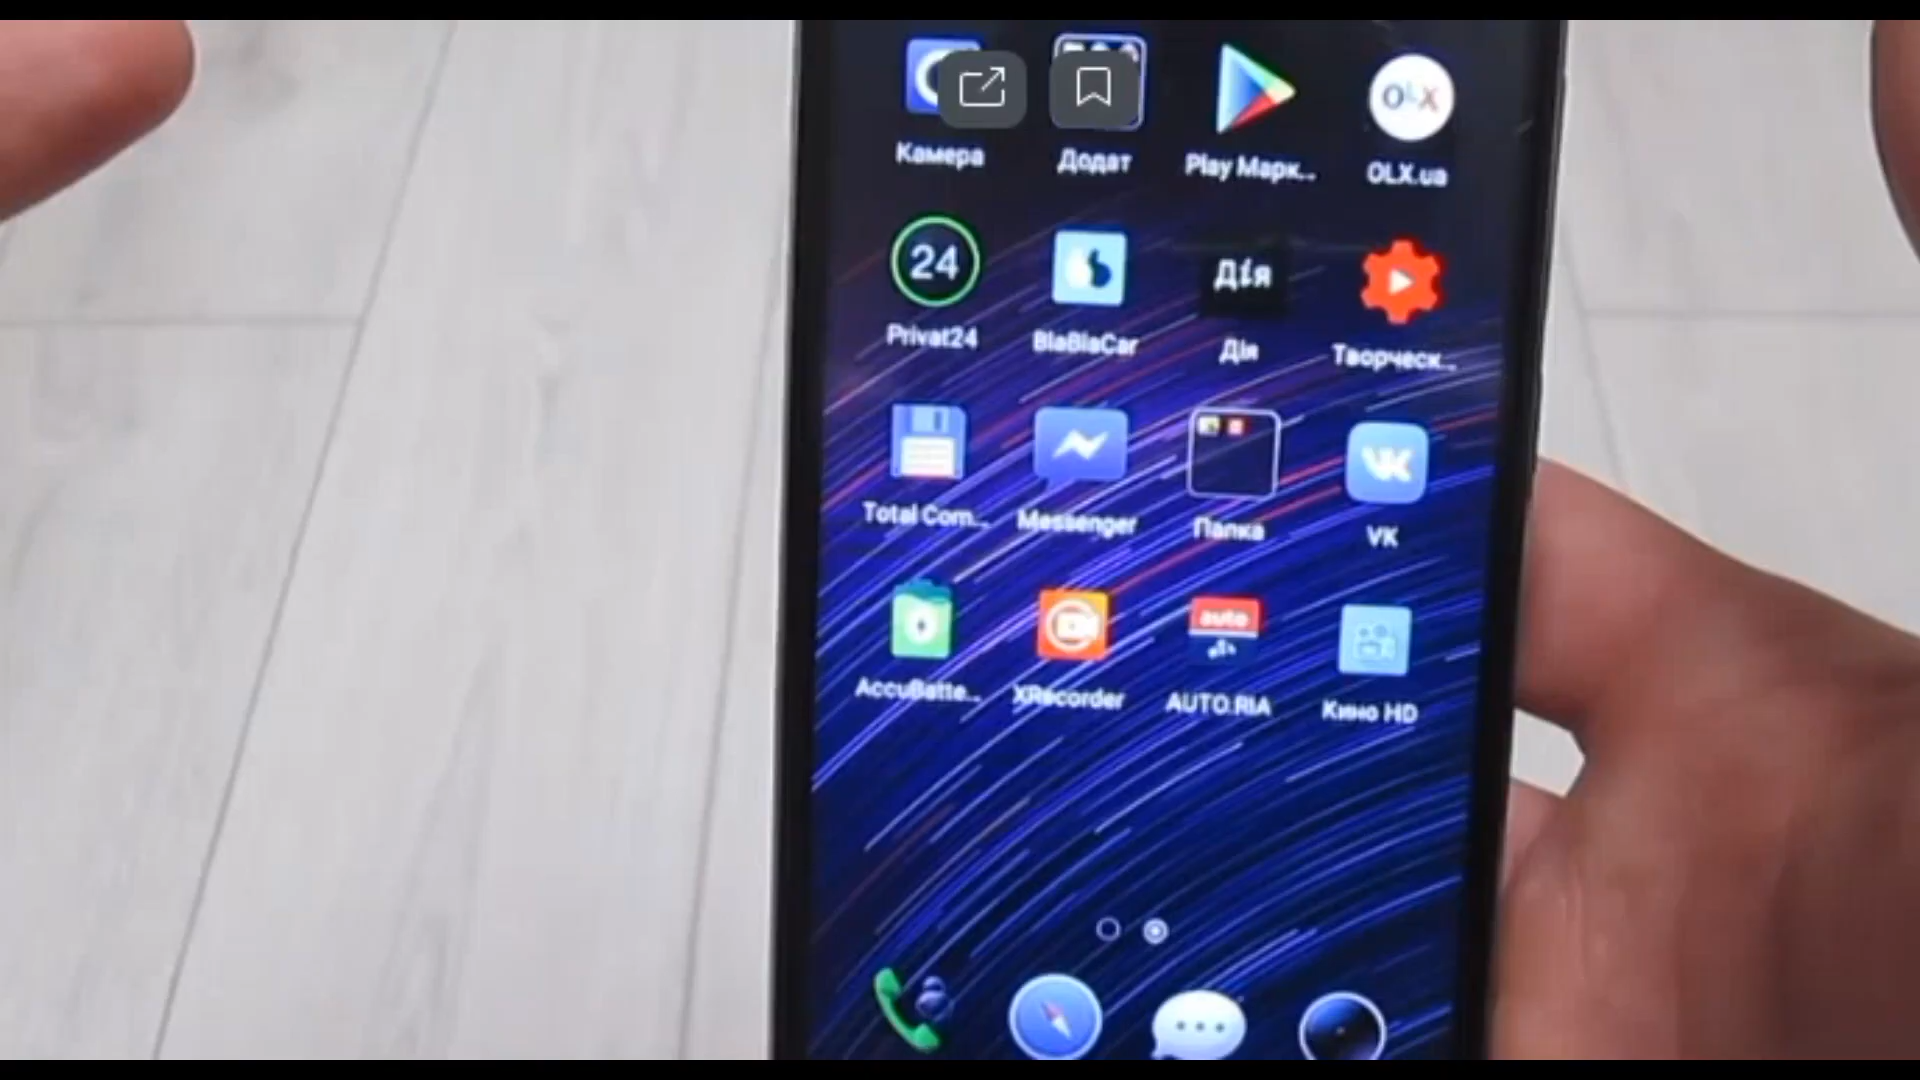 OLX
Камера
Додат
Play Марк...
OLX.ua
24
Дія
Privat24
BlaBlaCar
Дія
Творческ...
VK
Total Com...
Messenger
Папка
VK
auto
AccuBatte...
XRecorder
AUTO.RIA
Кино HD